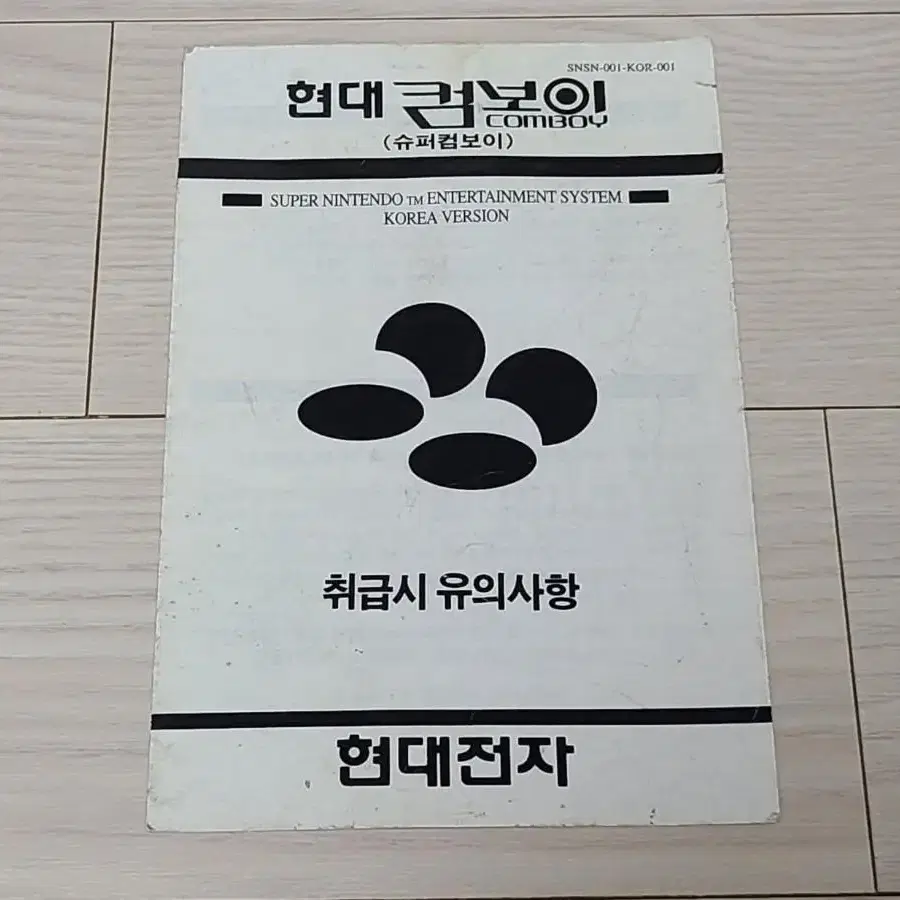 SNSN-001-KOR-001
현대 컴보이
COMBOY
(슈퍼컴보이)
SUPER NINTENDO TM ENTERTAINMENT SYSTEM
KOREA VERSION
취급시 유의사항
현대전자